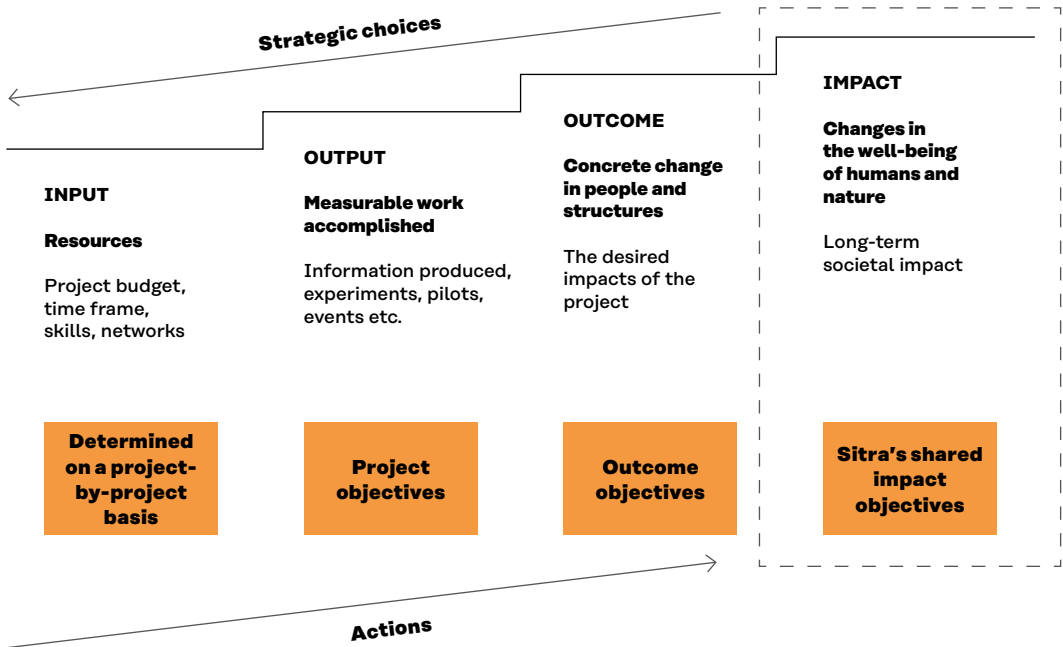 Strategic choices
INPUT
Resources
Project budget,
time frame,
skills, networks
Determined
on a project-
by-project
basis
OUTPUT
Measurable work
accomplished
Information produced,
experiments, pilots,
events etc.
Project
objectives
OUTCOME
Concrete change
in people and
structures
The desired
impacts of the
project
Outcome
objectives
IMPACT
Changes in
the well-being
of humans and
nature
Long-term
societal impact
Sitra’s shared
impact
objectives
Actions